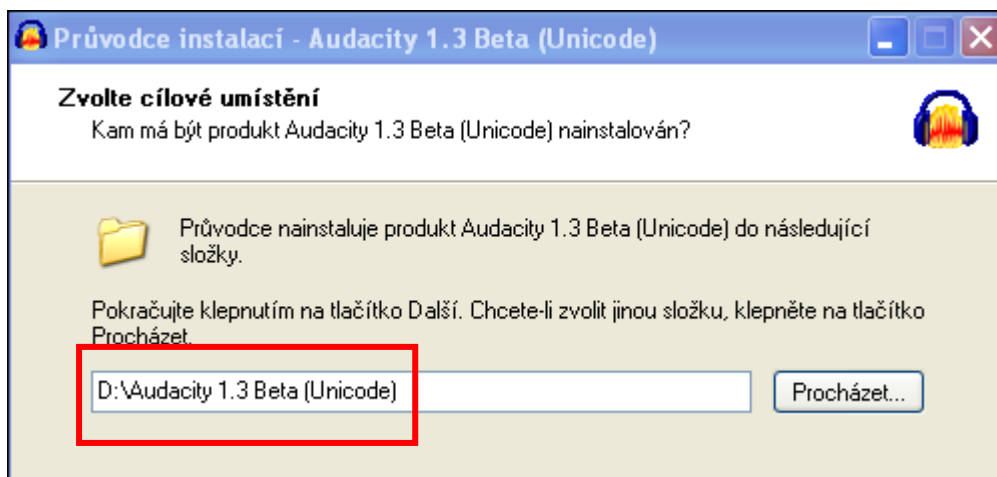 Průvodce instalací - Audacity 1.3 Beta (Unicode)
Zvolte cílové umístění
Kam má být produkt Audacity 1.3 Beta (Unicode) nainstalován?
Průvodce nainstaluje produkt Audacity 1.3 Beta (Unicode) do následující
složky.
Pokračujte klepnutím na tlačítko Další. Chcete-li zvolit jinou složku, klepněte na tlačítko
Procházet.
D:\Audacity 1.3 Beta (Unicode)
Procházet...